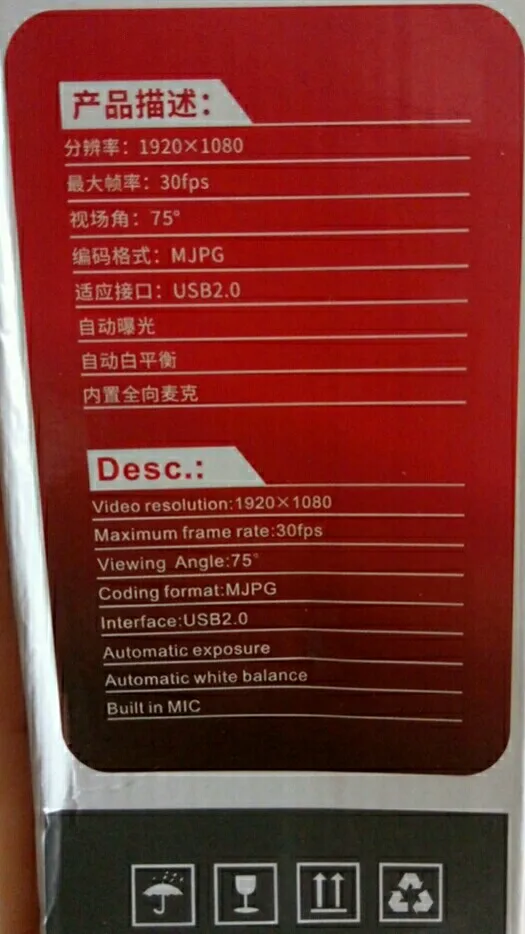 产品描述：
分辨率：1920×1080
最大帧率：30fps
视场角：75°
编码格式：MJPG
适应接口：USB2.0
自动曝光
自动白平衡
内置全向麦克
Desc.:
Video resolution:1920×1080
Maximum frame rate:30fps
Viewing Angle:75°
Coding format:MJPG
Interface:USB2.0
Automatic exposure
Automatic white balance
Built in MIC